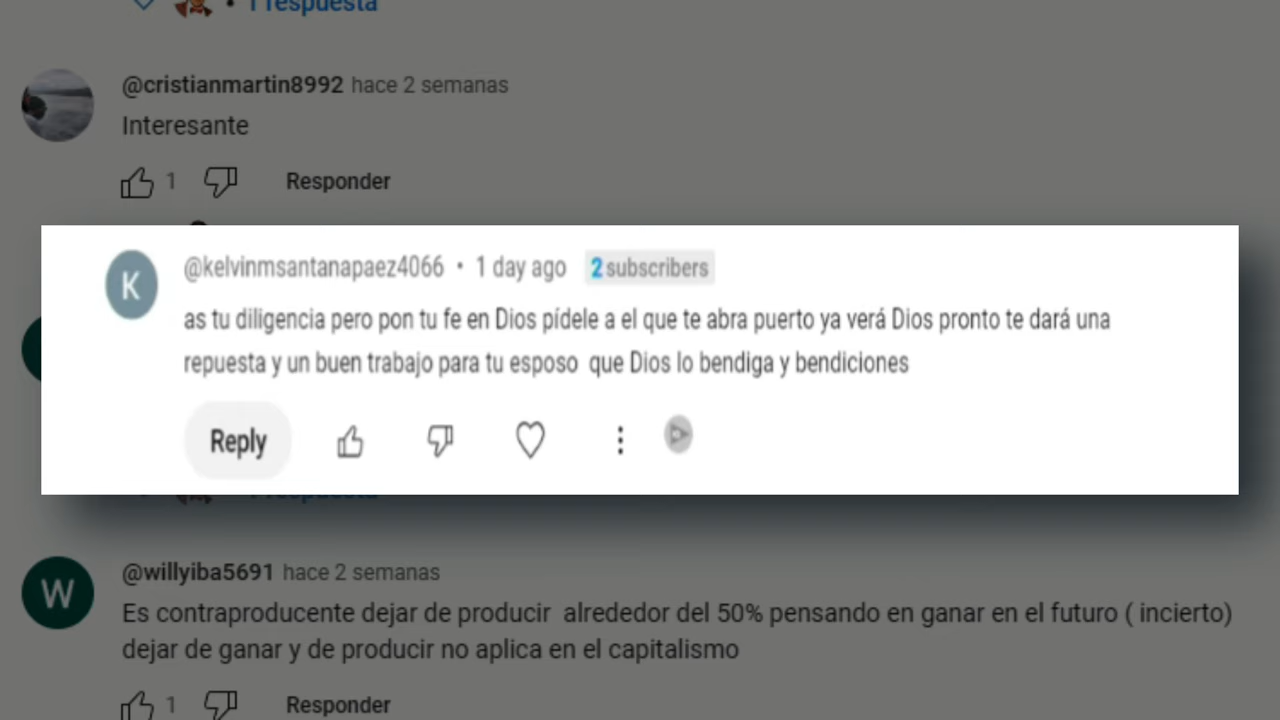 1 respuesta
@cristianmartin8992 hace 2 semanas
Interesante
1 Responder
K
@kelvinmsantanapaez4066 • 1 day ago 2 subscribers
as tu diligencia pero pon tu fe en Dios pídele a el que te abra puerto ya verá Dios pronto te dará una
repuesta y un buen trabajo para tu esposo que Dios lo bendiga y bendiciones
Reply
W
@willyiba5691 hace 2 semanas
Es contraproducente dejar de producir alrededor del 50% pensando en ganar en el futuro ( incierto)
dejar de ganar y de producir no aplica en el capitalismo
1 Responder